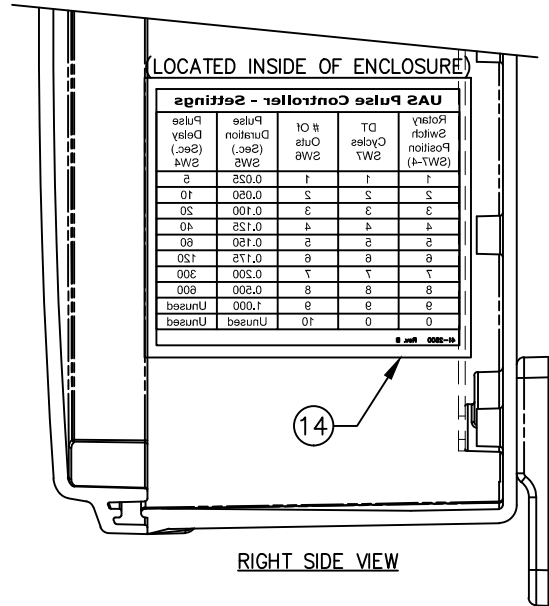 (LOCATED INSIDE OF ENCLOSURE)
UAS Pulse Controller - Settings
Rotary Switch Position (SW7-4) DT Cycles SW7 # Of Outs SW6 Pulse Duration (Sec.) SW5 Pulse Delay (Sec.) SW4
1 1 1 0.025 5
2 2 2 0.050 10
3 3 3 0.100 20
4 4 4 0.125 40
5 5 5 0.150 60
6 6 6 0.175 120
7 7 7 0.200 300
8 8 8 0.500 600
9 9 9 1.000 Unused
0 0 10 Unused Unused
Rev. B
14
RIGHT SIDE VIEW